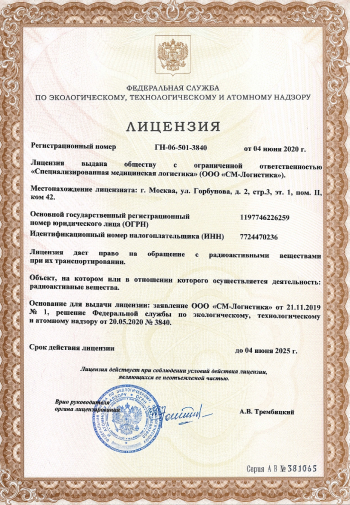 ФЕДЕРАЛЬНАЯ СЛУЖБА
ПО ЭКОЛОГИЧЕСКОМУ, ТЕХНОЛОГИЧЕСКОМУ И АТОМНОМУ НАДЗОРУ
ЛИЦЕНЗИЯ
Регистрационный номер ГН-06-501-3840 от 04 июня 2020 г.
Лицензия выдана обществу с ограниченной ответственностью
«Специализированная медицинская логистика» (ООО «СМ-Логистика»).
Местонахождение лицензиата: г. Москва, ул. Горбунова, д. 2, стр.3, эт. 1, пом. II,
ком 42.
Основной государственный регистрационный
номер юридического лица (ОГРН) 1197746226259
Идентификационный номер налогоплательщика (ИНН) 7724470236
Лицензия дает право на обращение с радиоактивными веществами
при их транспортировании.
Объект, на котором или в отношении которого осуществляется деятельность:
радиоактивные вещества.
Основание для выдачи лицензии: заявление ООО «СМ-Логистика» от 21.11.2019
№ 1, решение Федеральной службы по экологическому, технологическому
и атомному надзору от 20.05.2020 № 3840.
Срок действия лицензии до 04 июня 2025 г.
Лицензия действует при соблюдении условий действия лицензии,
являющихся ее неотъемлемой частью.
Врио руководителя
органа лицензирования А.В. Трембицкий
Серия А В № 381065